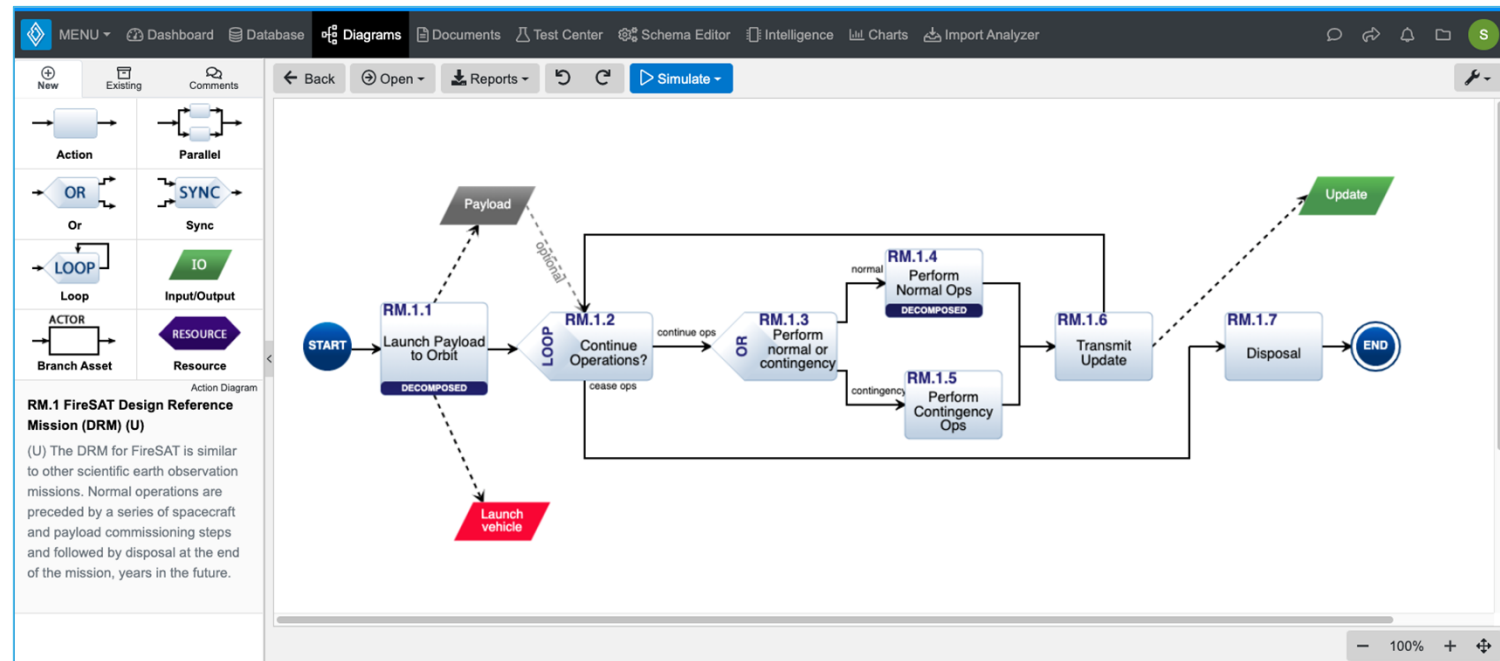 MENU
Dashboard
Database
Diagrams
Documents
Test Center
Schema Editor
Intelligence
Charts
Import Analyzer
S
New
Existing
Comments
Back
Open
Reports
Simulate
Action
Parallel
OR
Or
SYNC
Sync
LOOP
Loop
IO
Input/Output
ACTOR
Branch Asset
RESOURCE
Resource
Action Diagram
RM.1 FireSAT Design Reference
Mission (DRM) (U)
(U) The DRM for FireSAT is similar
to other scientific earth observation
missions. Normal operations are
preceded by a series of spacecraft
and payload commissioning steps
and followed by disposal at the end
of the mission, years in the future.
Payload
optional
Update
START
RM.1.1
Launch Payload
to Orbit
DECOMPOSED
LOOP
RM.1.2
Continue
Operations?
continue ops
cease ops
OR
RM.1.3
Perform
normal or
contingency
normal
RM.1.4
Perform
Normal Ops
DECOMPOSED
contingency
RM.1.5
Perform
Contingency
Ops
RM.1.6
Transmit
Update
RM.1.7
Disposal
END
Launch
vehicle
100%